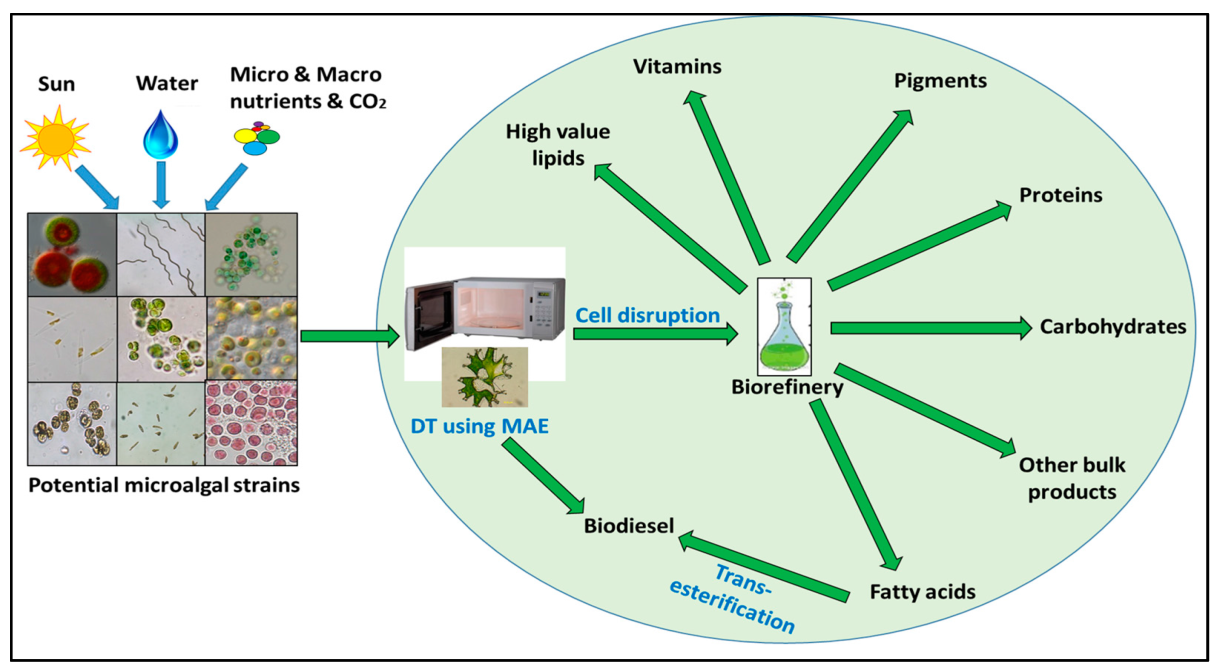 Sun
Water
Micro & Macro
nutrients & CO₂
Potential microalgal strains
DT using MAE
Cell disruption
Biorefinery
High value
lipids
Vitamins
Pigments
Proteins
Carbohydrates
Other bulk
products
Fatty acids
Trans-
esterification
Biodiesel